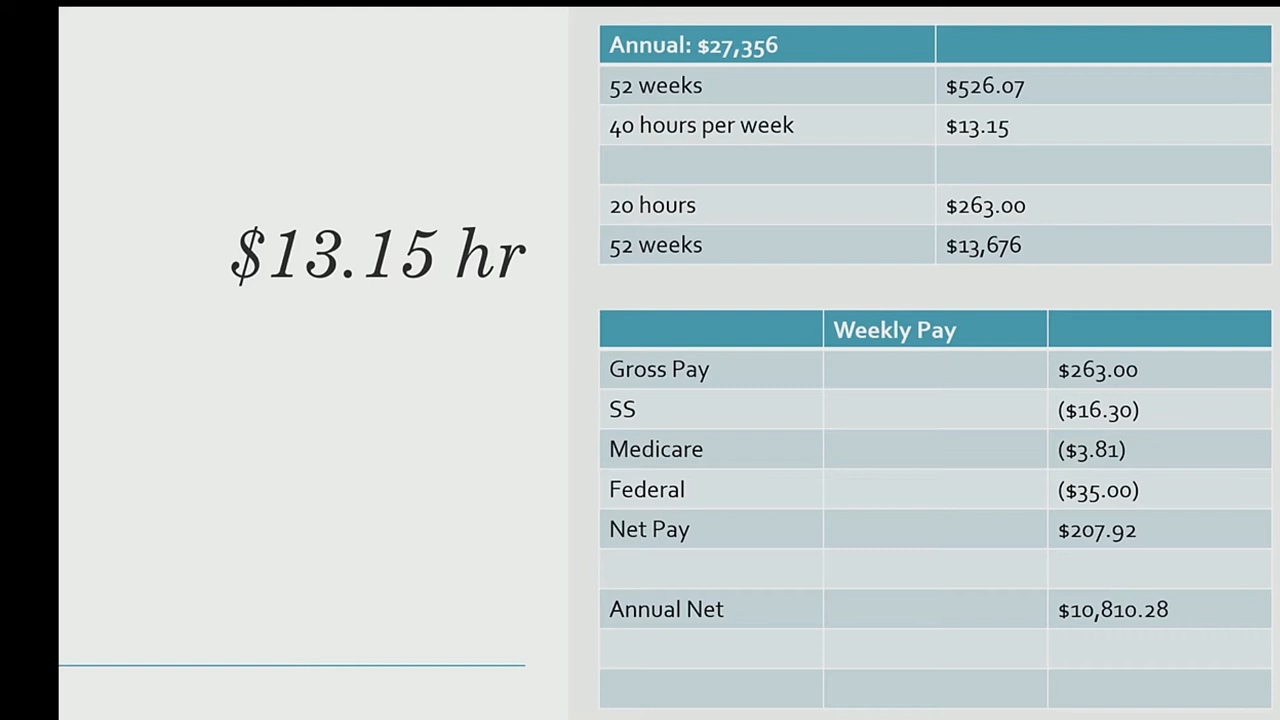 $13.15 hr
Annual: $27,356
52 weeks $526.07
40 hours per week $13.15
20 hours $263.00
52 weeks $13,676
Weekly Pay
Gross Pay $263.00
SS ($16.30)
Medicare ($3.81)
Federal ($35.00)
Net Pay $207.92
Annual Net $10,810.28